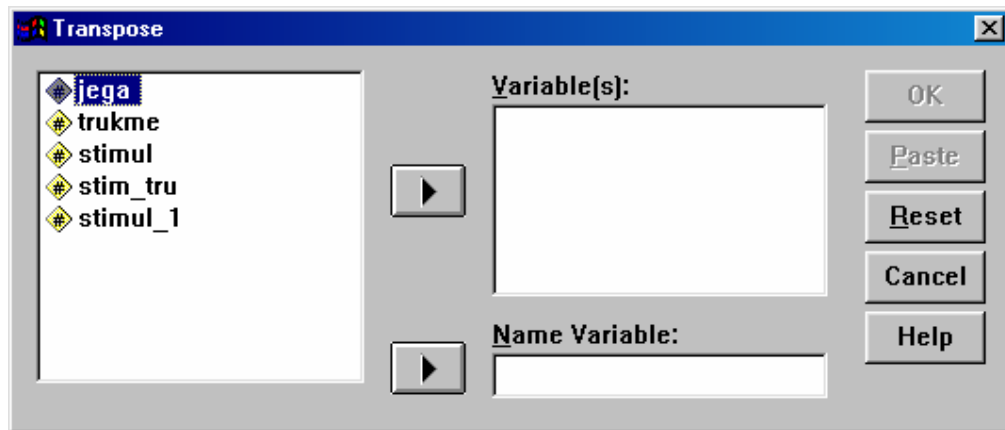 Transpose
jega
trukme
stimul
stim_tru
stimul_1
Variable(s):
Name Variable:
OK
Paste
Reset
Cancel
Help